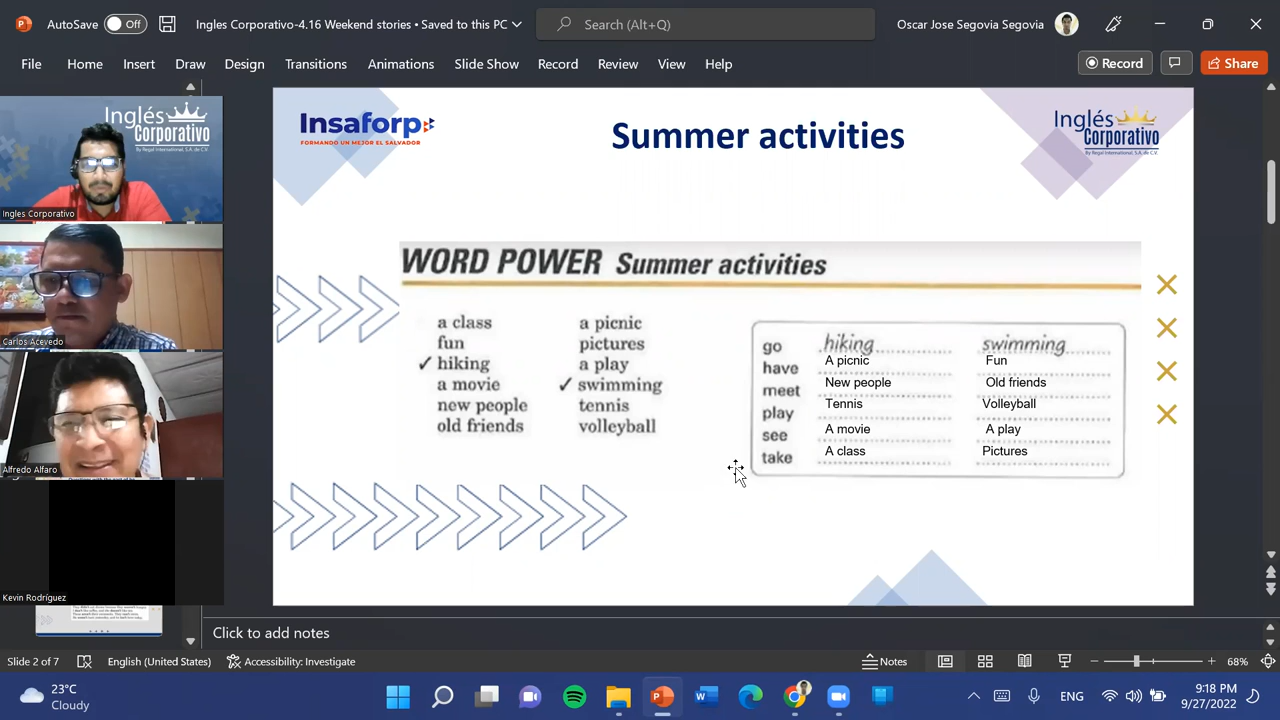 AutoSave Off Ingles Corporativo-4.16 Weekend stories • Saved to this PC Search (Alt+Q) Oscar Jose Segovia Segovia
File Home Insert Draw Design Transitions Animations Slide Show Record Review View Help Record Share
Inglés Corporativo
Ingles Corporativo
Carlos Acevedo
Alfredo Alfaro
Kevin Rodríguez
Insaforp
FORMANDO UN MEJOR EL SALVADOR
Summer activities
Inglés
Corporativo
By Regal International, S.A. de C.V.
WORD POWER Summer activities
a class a picnic
fun pictures
✓ hiking a play
a movie ✓ swimming
new people tennis
old friends volleyball
go hiking swimming
have A picnic Fun
meet New people Old friends
play Tennis Volleyball
see A movie A play
take A class Pictures
Click to add notes
Slide 2 of 7 English (United States) Accessibility: Investigate Notes 68%
23°C
Cloudy
ENG
9:18 PM
9/27/2022